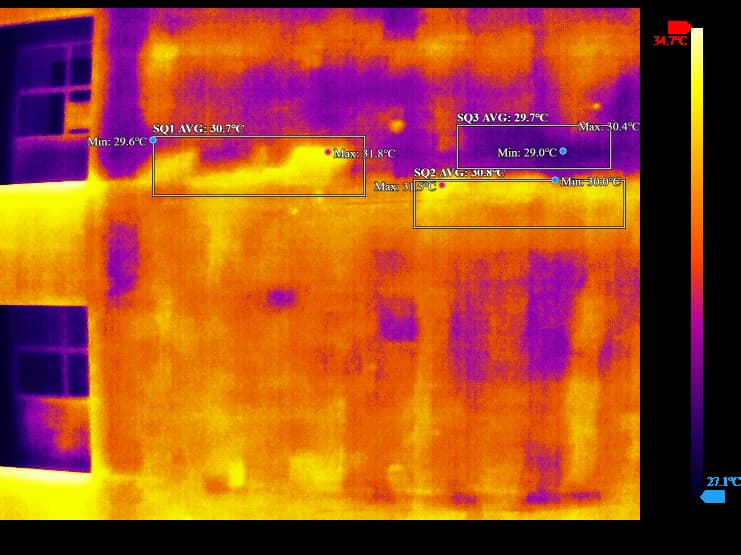 34.7°C
SQ1 AVG: 30.7°C
SQ3 AVG: 29.7°C
Max: 30.4°C
Min: 29.6°C
Max: 31.8°C
Min: 29.0°C
SQ2 AVG: 30.8°C
Max: 31.5°C
Min: 30.0°C
27.1°C